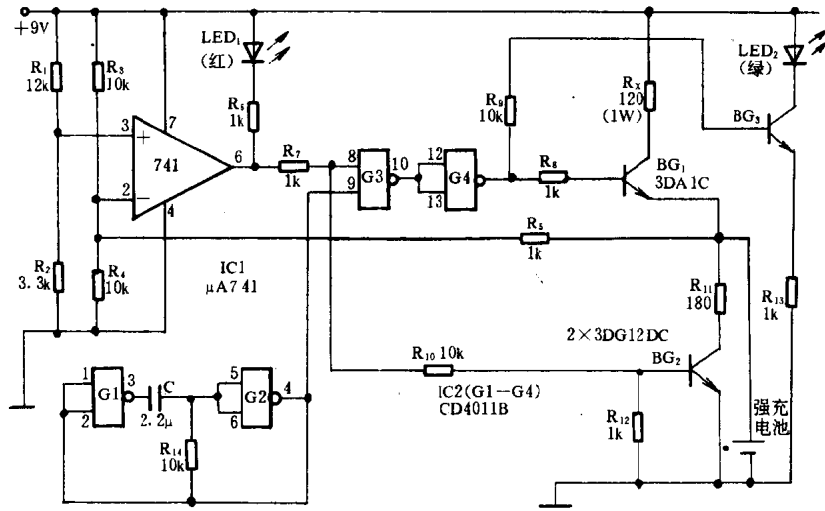 +9V
R₁
12k
R₃
10k
LED₁
(红)
R₆
1k
3
+
7
741
6
2
−
4
R₇
1k
8
9
G3
10
12
13
G4
R₉
10k
R₈
1k
Rx
120
(1W)
BG₁
3DA1C
LED₂
(绿)
BG₃
R₂
3.3k
R₄
10k
IC1
μA741
R₅
1k
R₁₁
180
R₁₃
1k
2×3DG12DC
BG₂
R₁₀ 10k
IC2(G1—G4)
CD4011B
R₁₂
1k
强充
电池
1
2
G1
3
C
2.2μ
5
6
G2
4
R₁₄
10k